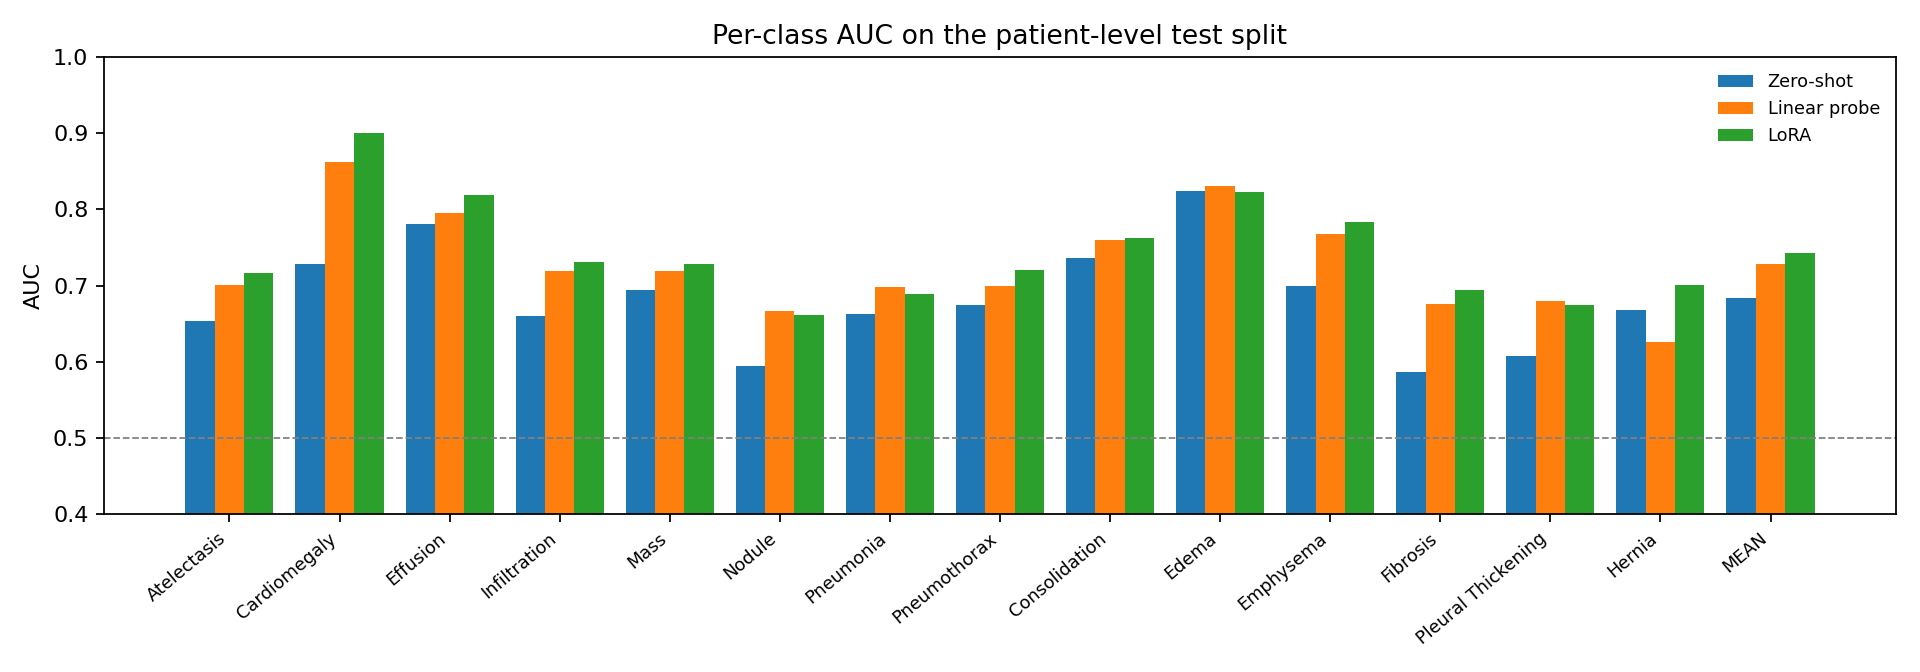 Per-class AUC on the patient-level test split
1.0
0.9
0.8
0.7
0.6
0.5
0.4
AUC
Zero-shot
Linear probe
LoRA
Atelectasis
Cardiomegaly
Effusion
Infiltration
Mass
Nodule
Pneumonia
Pneumothorax
Consolidation
Edema
Emphysema
Fibrosis
Pleural Thickening
Hernia
MEAN